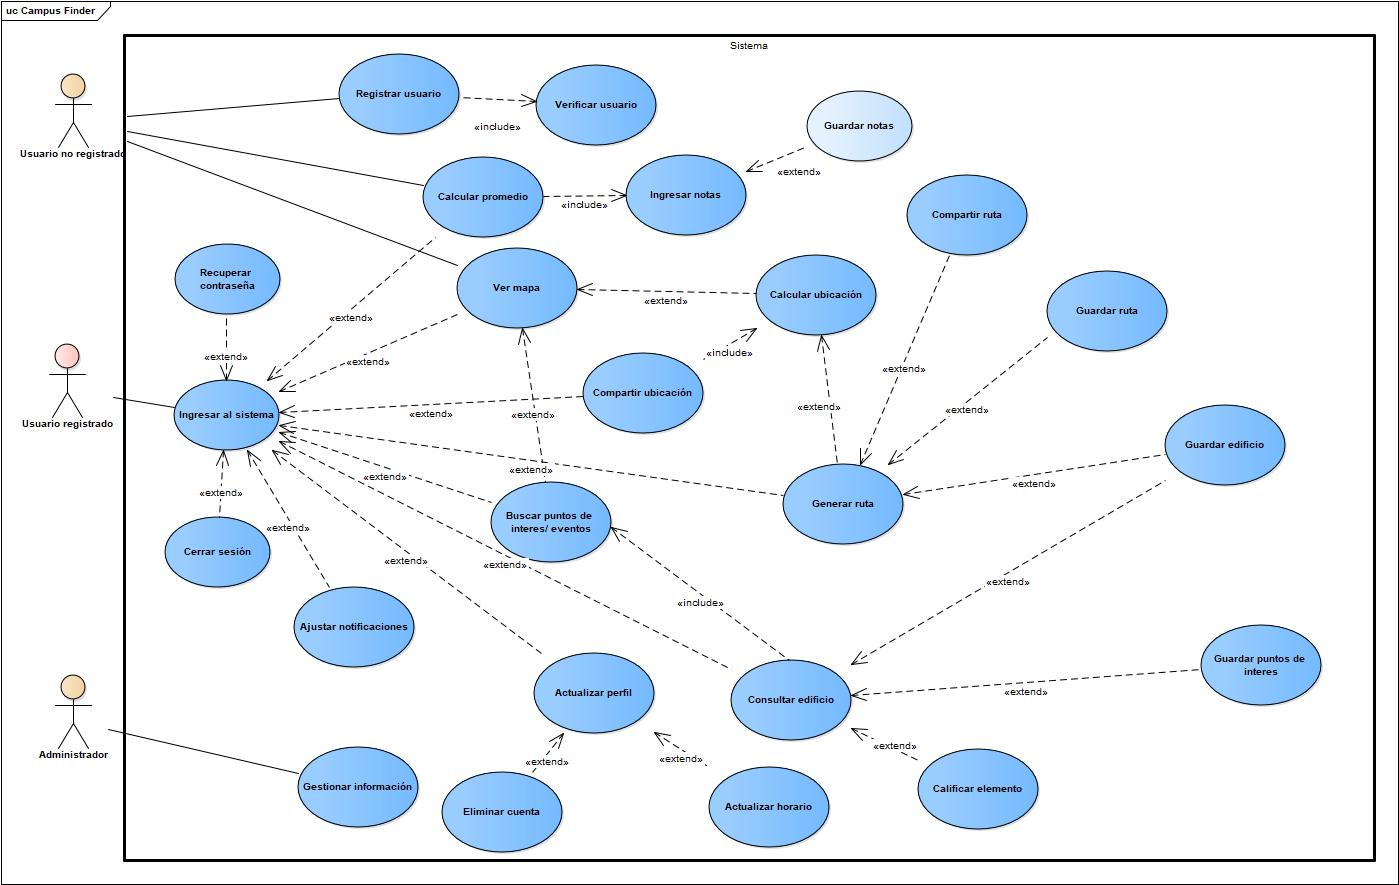 uc Campus Finder
Sistema
Registrar usuario
Verificar usuario
«include»
Usuario no registrado
Guardar notas
«extend»
Calcular promedio
Ingresar notas
«include»
Compartir ruta
Recuperar
contraseña
Ver mapa
Calcular ubicación
«extend»
Guardar ruta
«extend»
«extend»
«extend»
«include»
«extend»
Compartir ubicación
Usuario registrado
Ingresar al sistema
«extend»
«extend»
«extend»
«extend»
Guardar edificio
«extend»
«extend»
«extend»
«extend»
Generar ruta
Buscar puntos de
interes/ eventos
Cerrar sesión
«extend»
«extend»
«extend»
«extend»
«include»
Ajustar notificaciones
Guardar puntos de
interes
Actualizar perfil
Consultar edificio
«extend»
Administrador
«extend»
«extend»
«extend»
Gestionar información
Calificar elemento
Eliminar cuenta
Actualizar horario